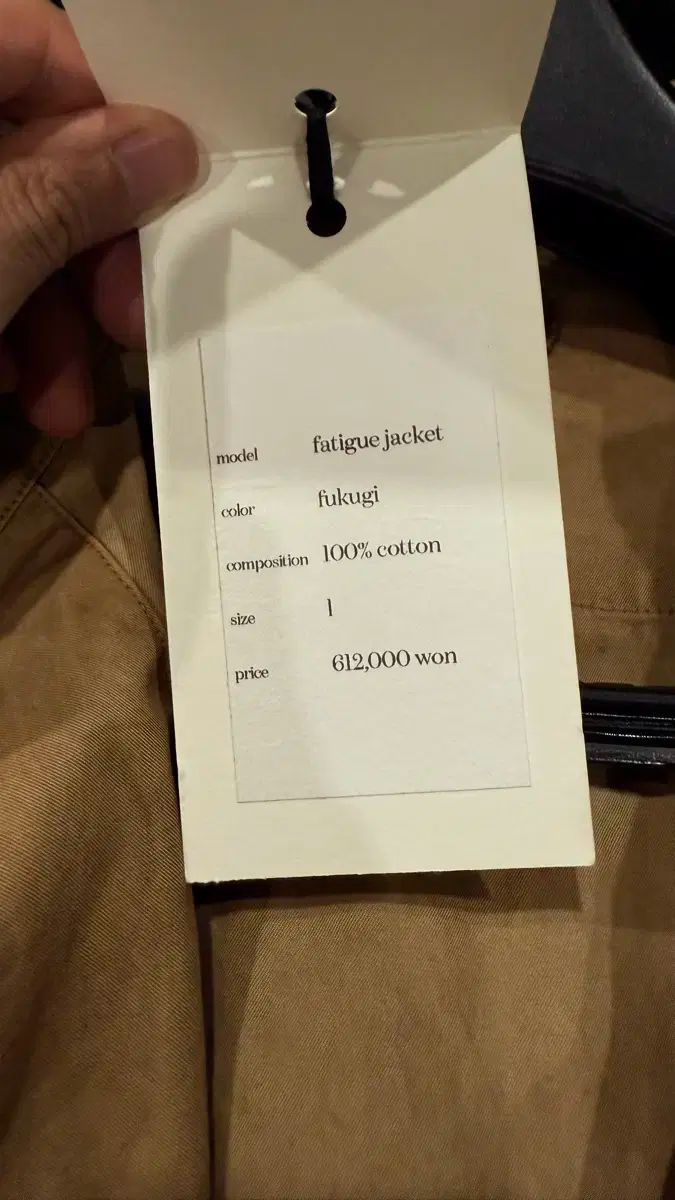 model fatigue jacket
color fukugi
composition 100% cotton
size 1
price 612,000 won